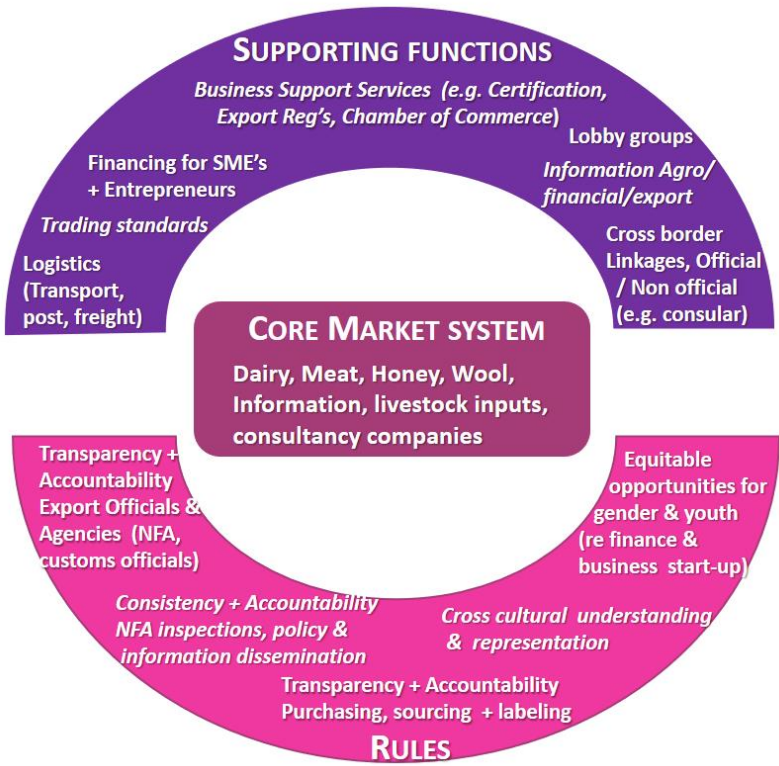 SUPPORTING FUNCTIONS
Business Support Services (e.g. Certification,
Export Reg's, Chamber of Commerce)
Lobby groups
Financing for SME's
+ Entrepreneurs
Information Agro/
financial/export
Trading standards
Cross border
Linkages, Official
/ Non official
(e.g. consular)
Logistics
(Transport,
post, freight)
CORE MARKET SYSTEM
Dairy, Meat, Honey, Wool,
Information, livestock inputs,
consultancy companies
Transparency +
Accountability
Export Officials &
Agencies (NFA,
customs officials)
Equitable
opportunities for
gender & youth
(re finance &
business start-up)
Consistency + Accountability
NFA inspections, policy &
information dissemination
Cross cultural understanding
& representation
Transparency + Accountability
Purchasing, sourcing + labeling
RULES